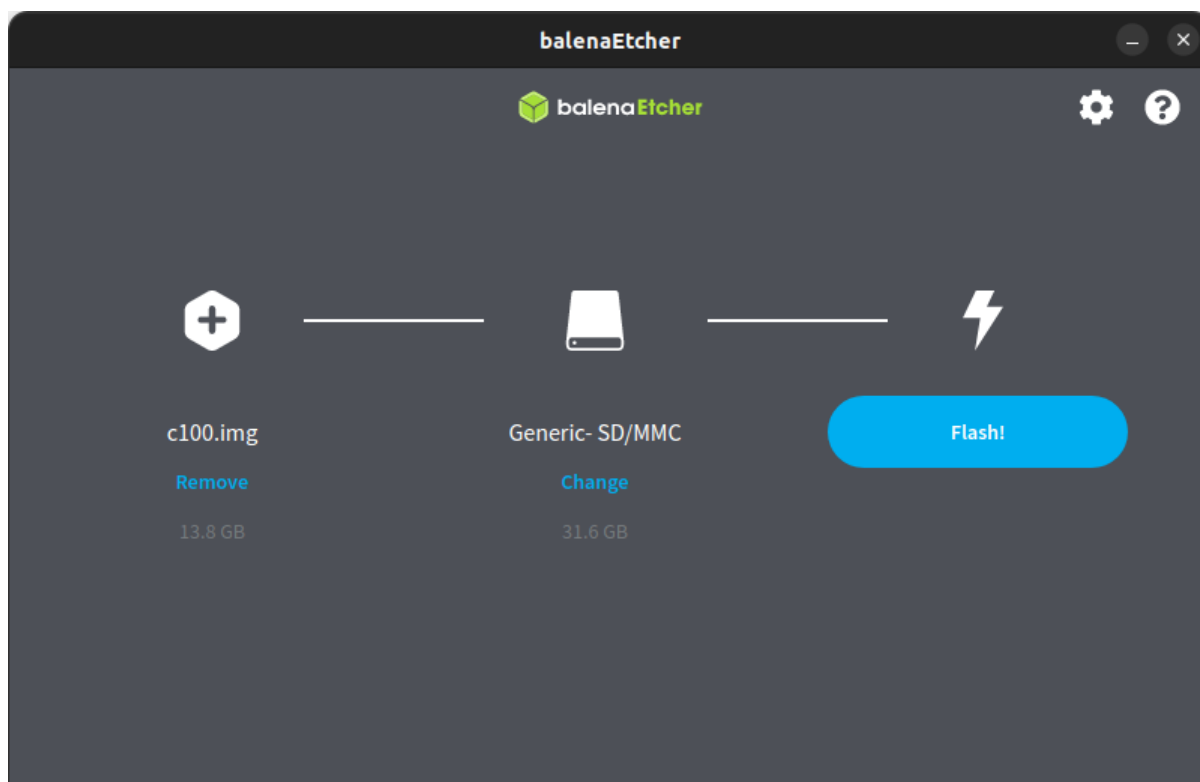 balenaEtcher
balenaEtcher
c100.img
Remove
13.8 GB
Generic- SD/MMC
Change
31.6 GB
Flash!